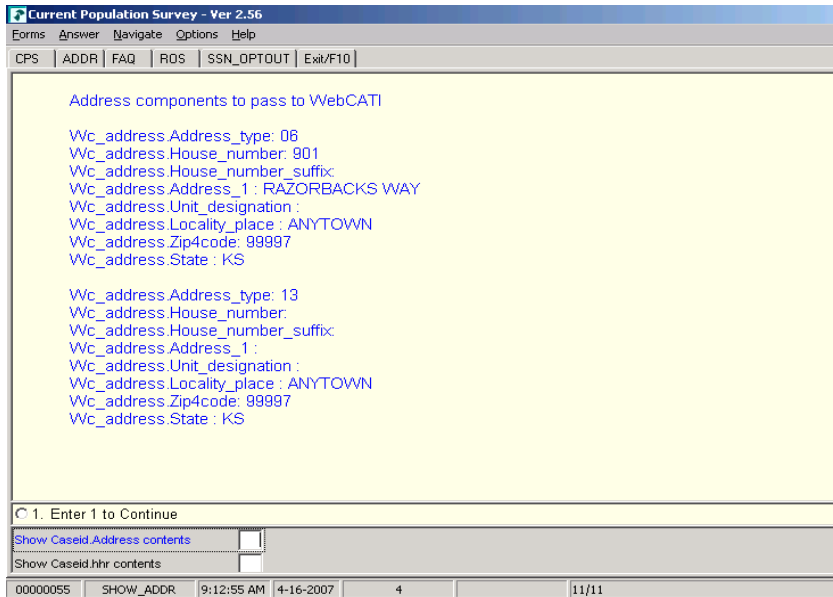 Current Population Survey - Ver 2.56
Forms Answer Navigate Options Help
CPS ADDR FAQ ROS SSN_OPTOUT Exit/F10
Address components to pass to WebCATI
Wc_address.Address_type: 06
Wc_address.House_number: 901
Wc_address.House_number_suffix:
Wc_address.Address_1 : RAZORBACKS WAY
Wc_address.Unit_designation :
Wc_address.Locality_place : ANYTOWN
Wc_address.Zip4code: 99997
Wc_address.State : KS
Wc_address.Address_type: 13
Wc_address.House_number:
Wc_address.House_number_suffix:
Wc_address.Address_1 :
Wc_address.Unit_designation :
Wc_address.Locality_place : ANYTOWN
Wc_address.Zip4code: 99997
Wc_address.State : KS
1. Enter 1 to Continue
Show Caseid.Address contents
Show Caseid.hhr contents
00000055 SHOW_ADDR 9:12:55 AM 4-16-2007 4 11/11